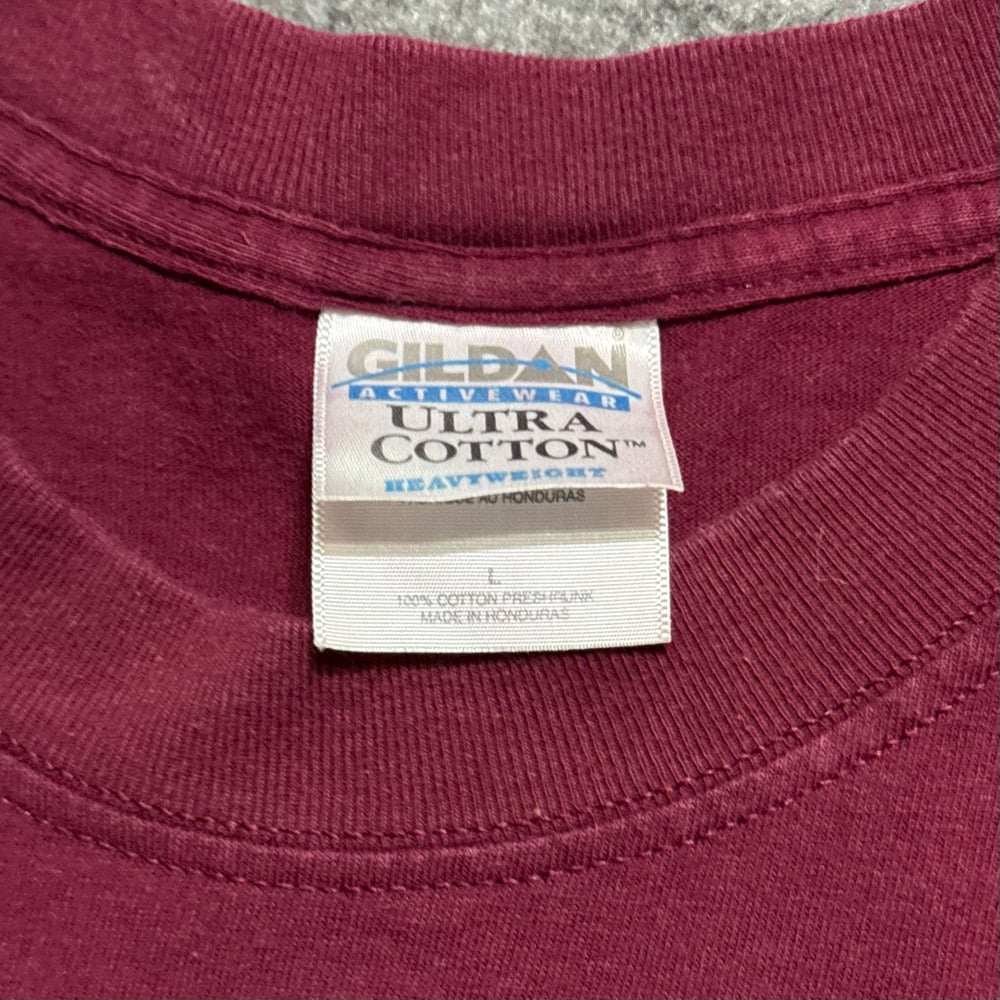 GILDAN®
ACTIVEWEAR
ULTRA
COTTON™
HEAVYWEIGHT
AU HONDURAS
L
100% COTTON PRESHRUNK
MADE IN HONDURAS